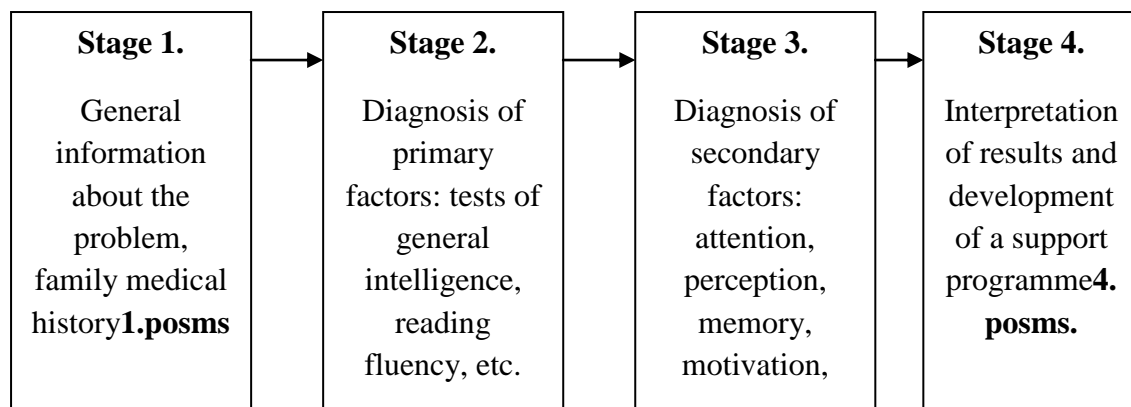 Stage 1.
General
information
about the
problem,
family medical
history1.posms
Stage 2.
Diagnosis of
primary
factors: tests of
general
intelligence,
reading
fluency, etc.
Stage 3.
Diagnosis of
secondary
factors:
attention,
perception,
memory,
motivation,
Stage 4.
Interpretation
of results and
development
of a support
programme4.
posms.